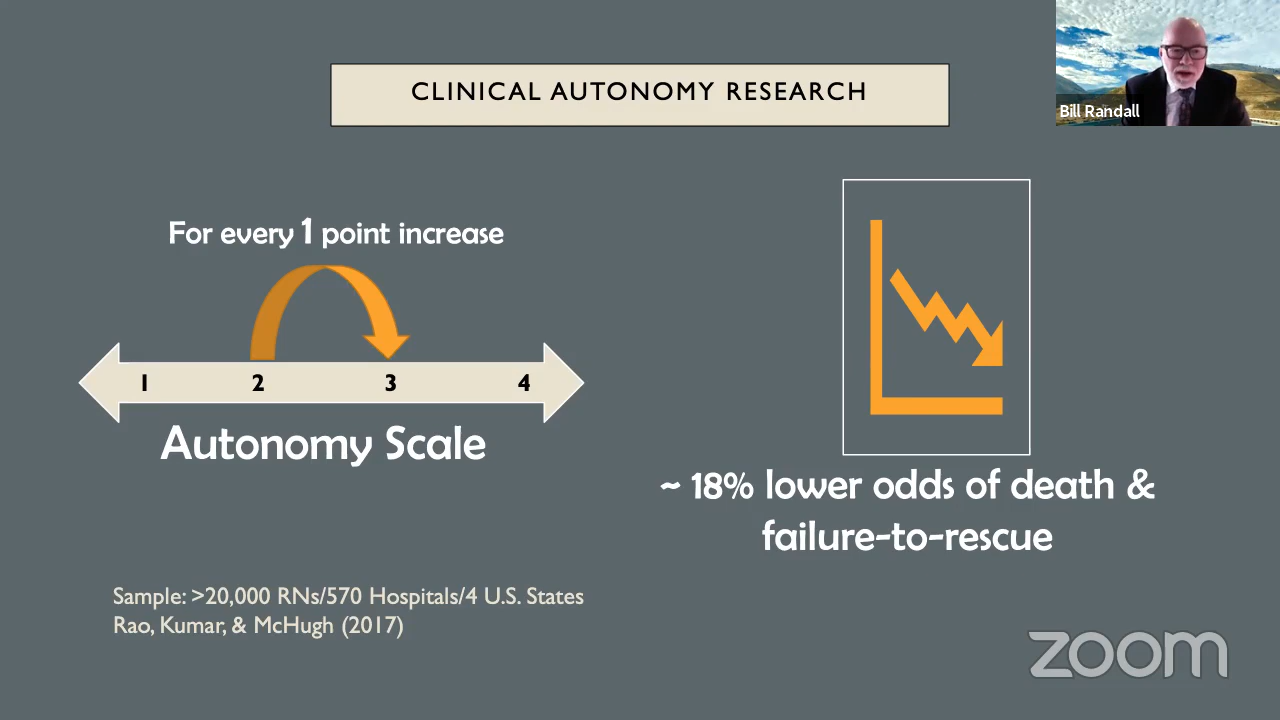 CLINICAL AUTONOMY RESEARCH
Bill Randall
For every 1 point increase
1 2 3 4
Autonomy Scale
~ 18% lower odds of death &
failure-to-rescue
Sample: >20,000 RNs/570 Hospitals/4 U.S. States
Rao, Kumar, & McHugh (2017)
zoom